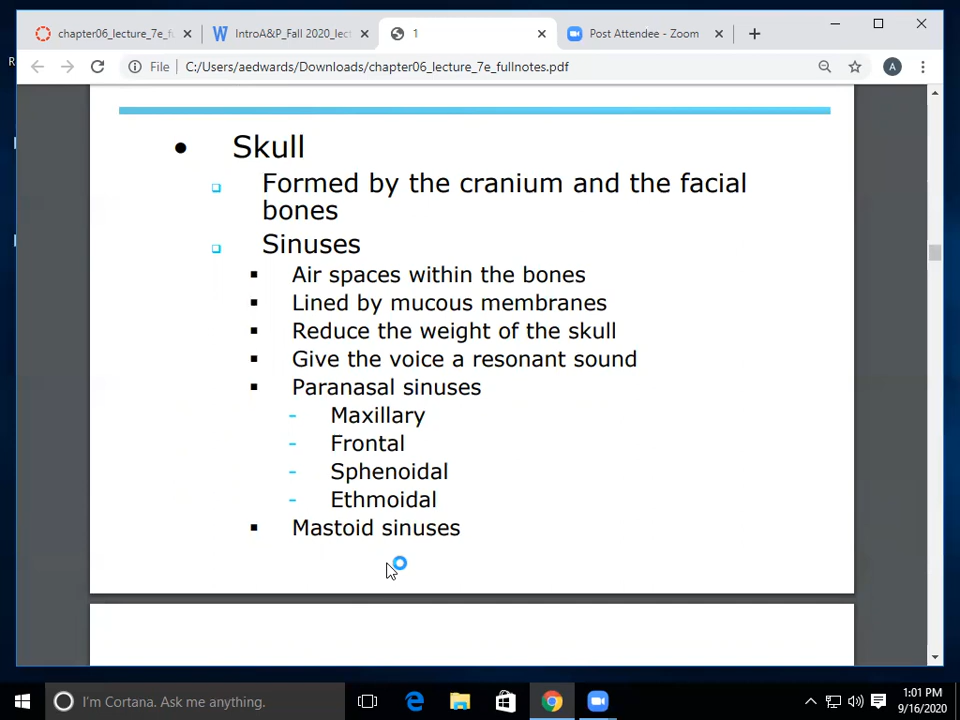 chapter06_lecture_7e_fu
IntroA&P_Fall 2020_lect
1
Post Attendee - Zoom
File
C:/Users/aedwards/Downloads/chapter06_lecture_7e_fullnotes.pdf
A
R
• Skull
Formed by the cranium and the facial
bones
Sinuses
▪ Air spaces within the bones
▪ Lined by mucous membranes
▪ Reduce the weight of the skull
▪ Give the voice a resonant sound
▪ Paranasal sinuses
- Maxillary
- Frontal
- Sphenoidal
- Ethmoidal
▪ Mastoid sinuses
I'm Cortana. Ask me anything.
1:01 PM
9/16/2020